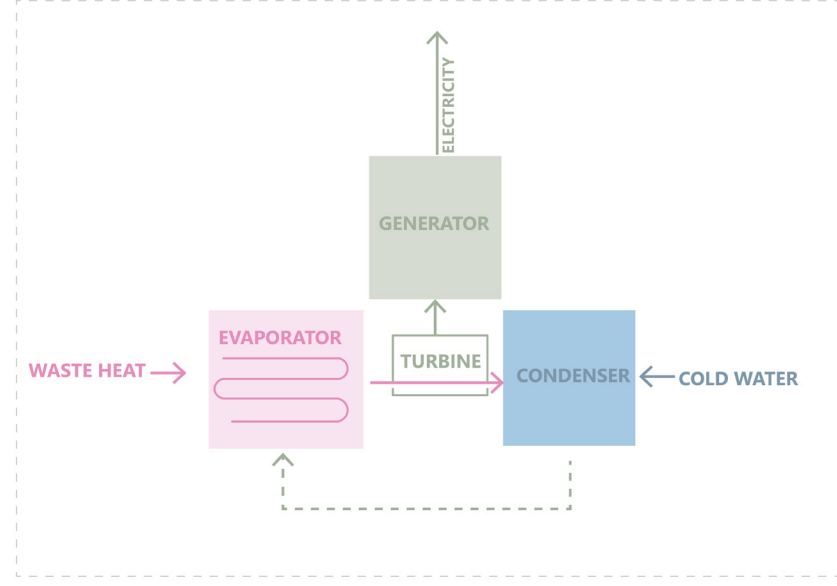 ELECTRICITY
GENERATOR
EVAPORATOR
WASTE HEAT
TURBINE
CONDENSER
COLD WATER